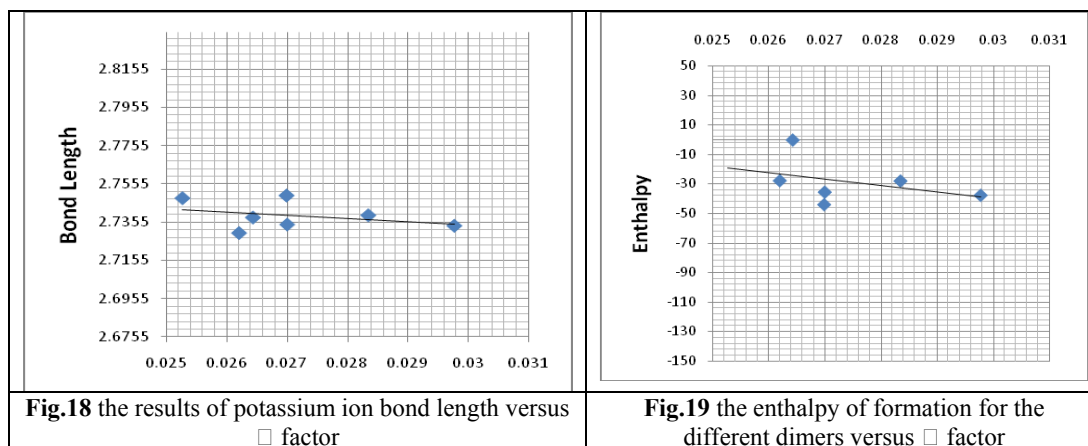 2.8155
2.7955
2.7755
2.7555
2.7355
2.7155
2.6955
2.6755
Bond Length
0.025 0.026 0.027 0.028 0.029 0.03 0.031
0.025 0.026 0.027 0.028 0.029 0.03 0.031
50
30
10
-10
-30
-50
-70
-90
-110
-130
-150
Enthalpy
Fig.18 the results of potassium ion bond length versus
□ factor
Fig.19 the enthalpy of formation for the
different dimers versus □ factor